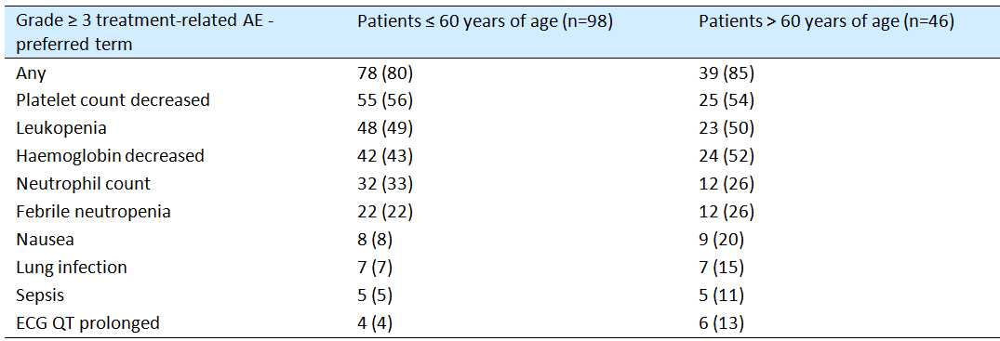 Grade ≥ 3 treatment-related AE - Patients ≤ 60 years of age (n=98) Patients > 60 years of age (n=46)
preferred term
Any 78 (80) 39 (85)
Platelet count decreased 55 (56) 25 (54)
Leukopenia 48 (49) 23 (50)
Haemoglobin decreased 42 (43) 24 (52)
Neutrophil count 32 (33) 12 (26)
Febrile neutropenia 22 (22) 12 (26)
Nausea 8 (8) 9 (20)
Lung infection 7 (7) 7 (15)
Sepsis 5 (5) 5 (11)
ECG QT prolonged 4 (4) 6 (13)